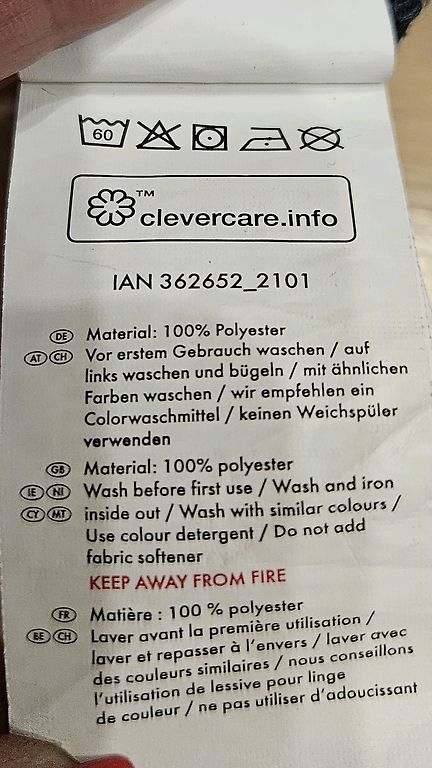 60
™
clevercare.info
IAN 362652_2101
DE Material: 100% Polyester
AT CH Vor erstem Gebrauch waschen / auf
links waschen und bügeln / mit ähnlichen
Farben waschen / wir empfehlen ein
Colorwaschmittel / keinen Weichspüler
verwenden
GB Material: 100% polyester
IE NI Wash before first use / Wash and iron
CY MT inside out / Wash with similar colours /
Use colour detergent / Do not add
fabric softener
KEEP AWAY FROM FIRE
FR Matière : 100 % polyester
BE CH Laver avant la première utilisation /
laver et repasser à l'envers / laver avec
des couleurs similaires / nous conseillons
l'utilisation de lessive pour linge
de couleur / ne pas utiliser d'adoucissant